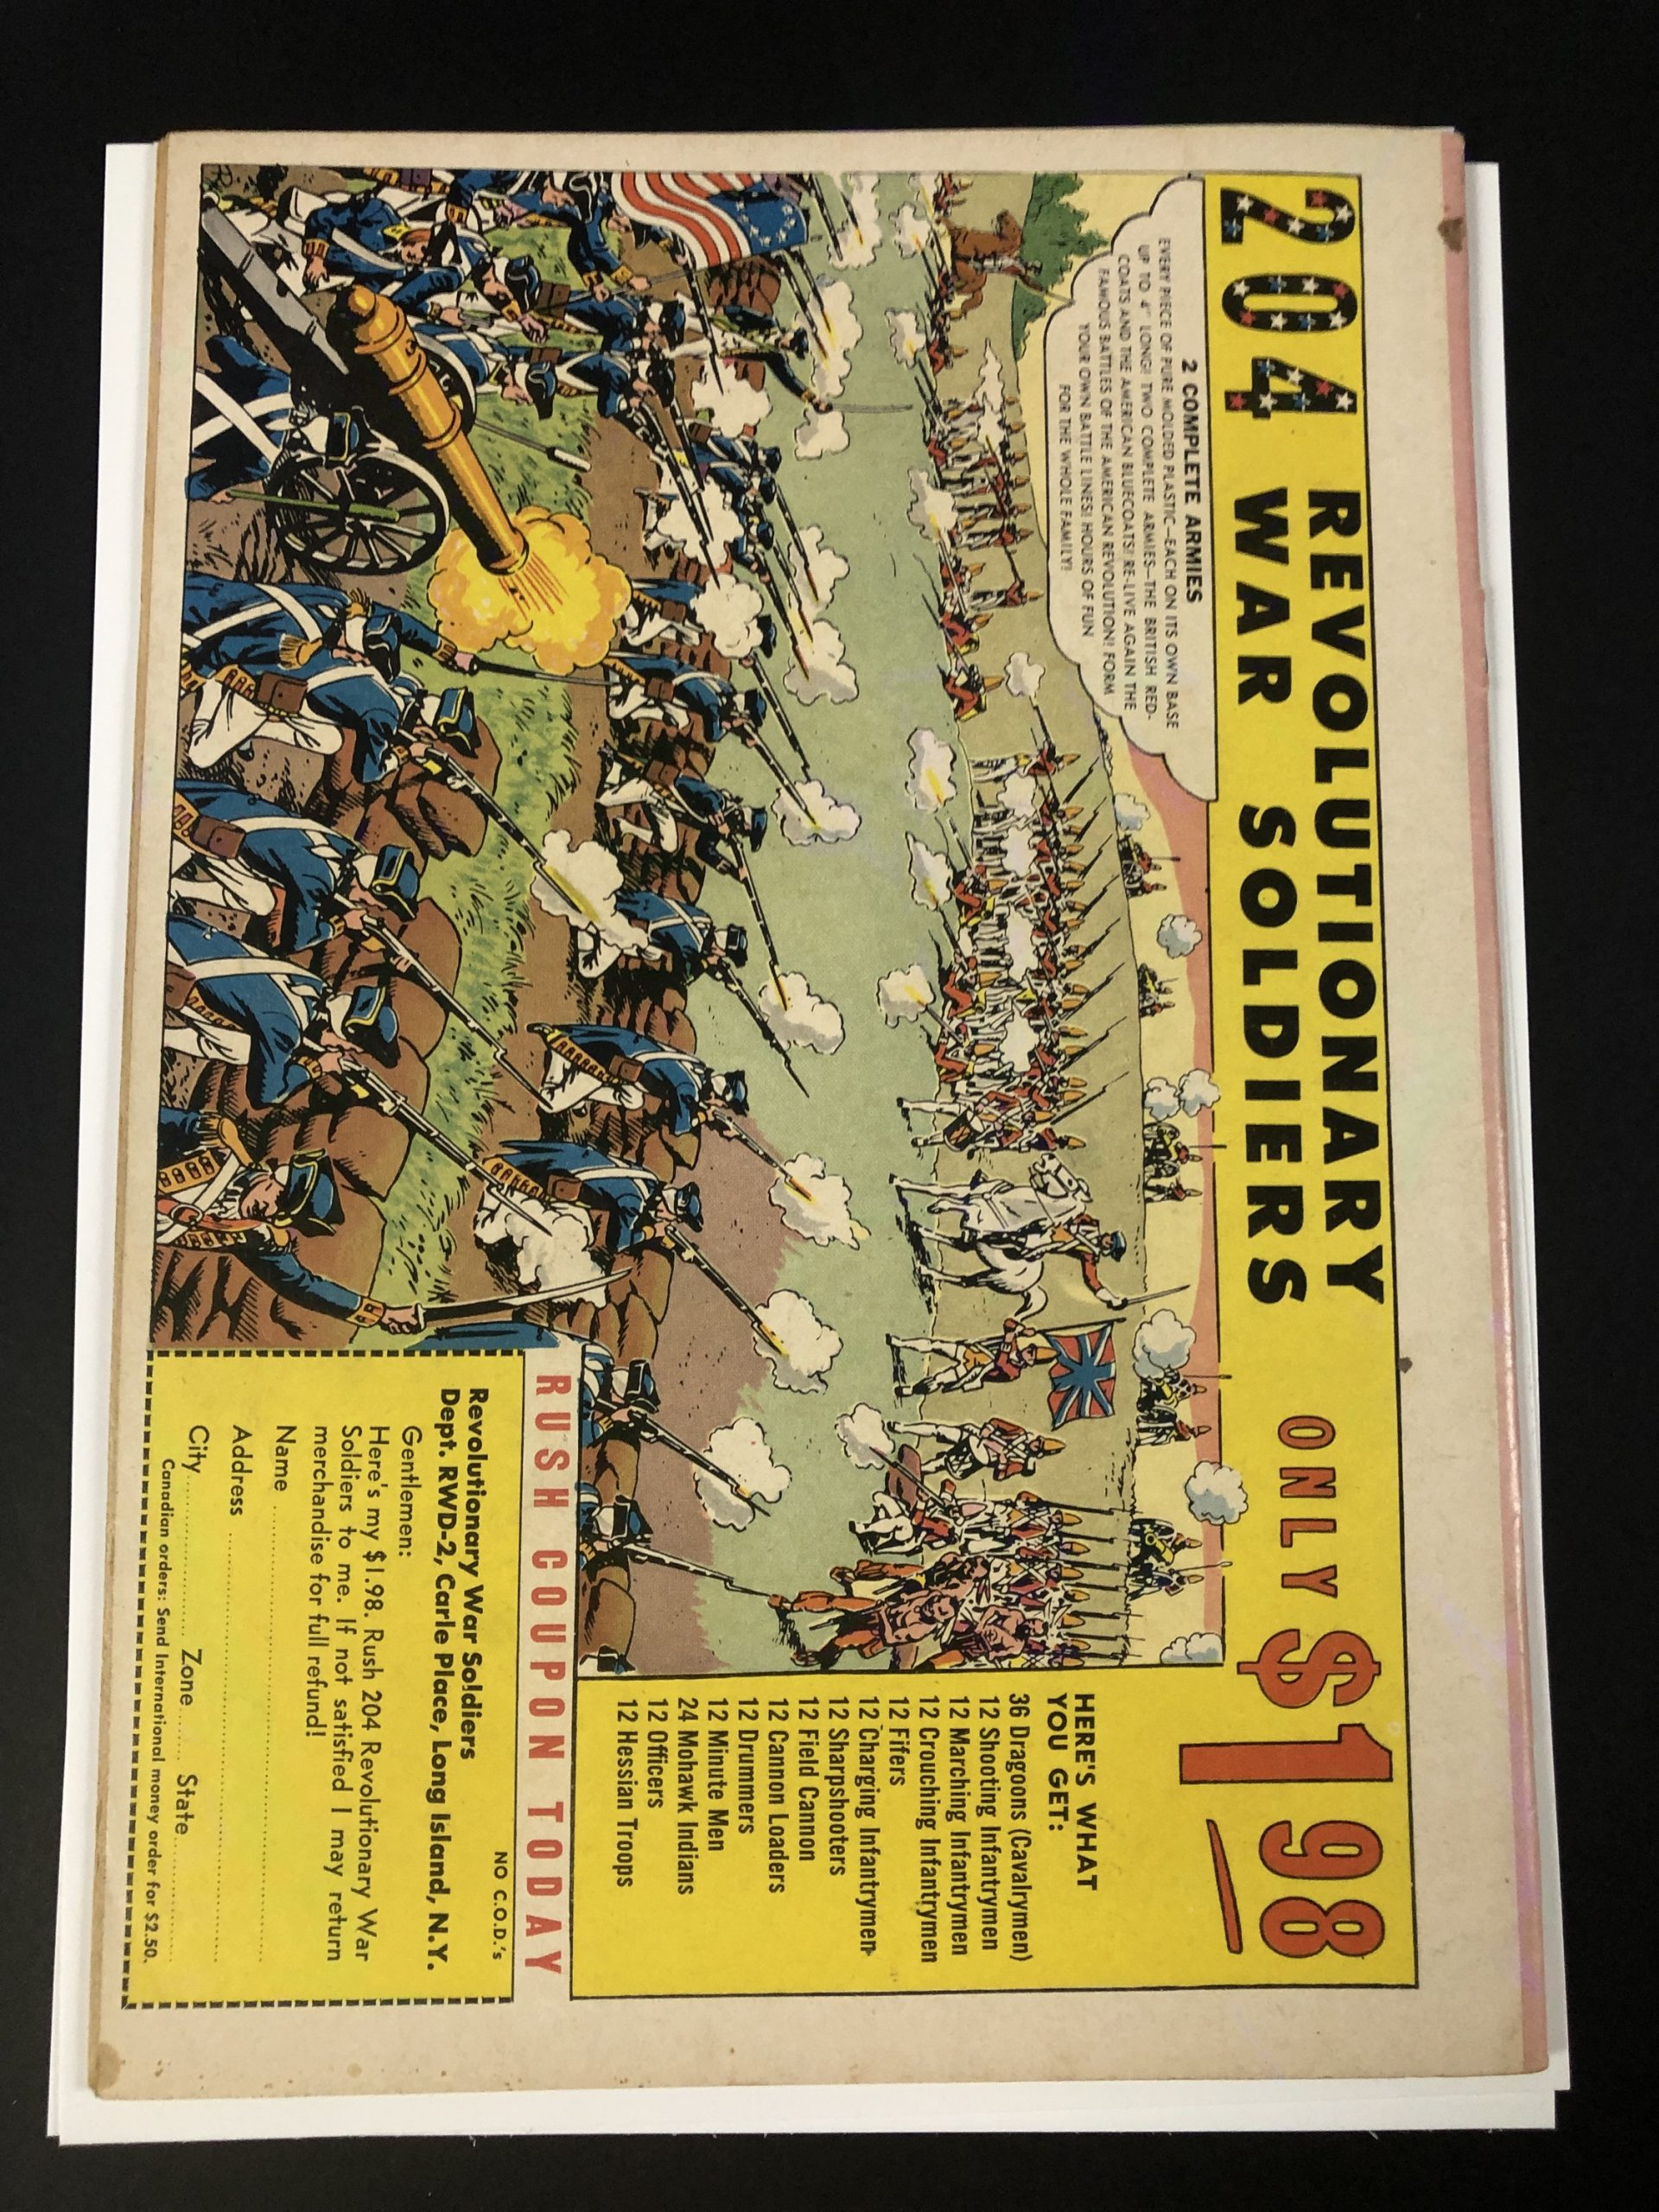 204 REVOLUTIONARY
WAR SOLDIERS
ONLY $198
2 COMPLETE ARMIES
EVERY PIECE OF PURE MOLDED PLASTIC—EACH ON ITS OWN BASE
UP TO 4" LONG! TWO COMPLETE ARMIES—THE BRITISH RED-
COATS AND THE AMERICAN BLUECOATS! RE-LIVE AGAIN THE
FAMOUS BATTLES OF THE AMERICAN REVOLUTION! FORM
YOUR OWN BATTLE LINES! HOURS OF FUN
FOR THE WHOLE FAMILY!
HERE'S WHAT
YOU GET:
36 Dragoons (Cavalrymen)
12 Shooting Infantrymen
12 Marching Infantrymen
12 Crouching Infantrymen
12 Fifers
12 Charging Infantrymen
12 Sharpshooters
12 Field Cannon
12 Cannon Loaders
12 Drummers
12 Minute Men
24 Mohawk Indians
12 Officers
12 Hessian Troops
RUSH COUPON TODAY
NO C.O.D.'s
Revolutionary War Soldiers
Dept. RWD-2, Carle Place, Long Island, N.Y.
Gentlemen:
Here's my $1.98. Rush 204 Revolutionary War
Soldiers to me. If not satisfied I may return
merchandise for full refund!
Name
Address
City Zone State
Canadian orders: Send International money order for $2.50.